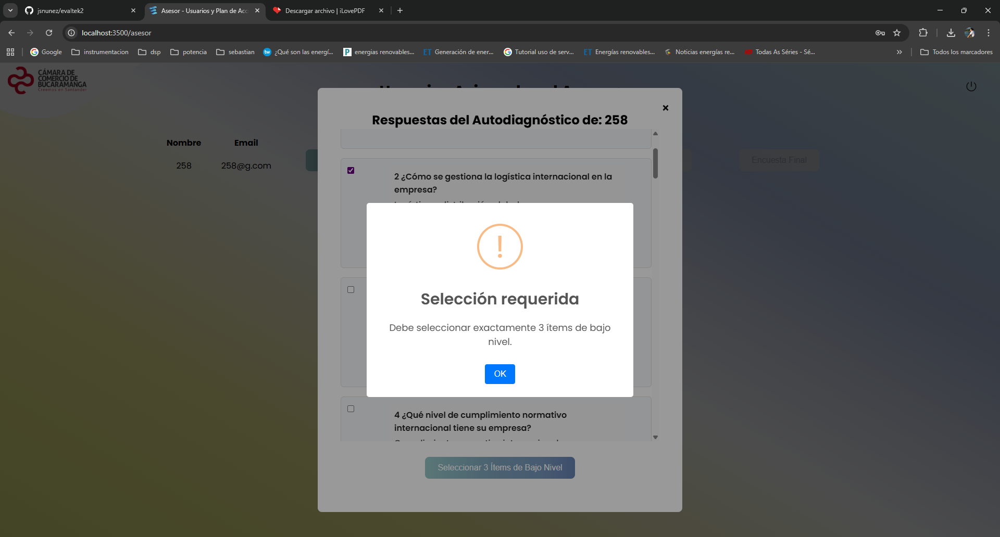 jsnunez/evaltek2
Asesor - Usuarios y Plan de Acc
Descargar archivo | iLovePDF
localhost:3500/asesor
Google
instrumentacion
dsp
potencia
sebastian
tw
¿Qué son las energí...
P
energias renovables...
ET
Generación de ener...
Tutorial uso de serv...
ET
Energías renovables...
Noticias energías re...
Todas As Séries - Sé...
Todos los marcadores
CÁMARA DE
COMERCIO DE
BUCARAMANGA
Creemos en Santander
Respuestas del Autodiagnóstico de: 258
Nombre
Email
258
258@g.com
Encuesta Final
2 ¿Cómo se gestiona la logística internacional en la
empresa?
Selección requerida
Debe seleccionar exactamente 3 ítems de bajo
nivel.
OK
4 ¿Qué nivel de cumplimiento normativo
internacional tiene su empresa?
Seleccionar 3 Ítems de Bajo Nivel